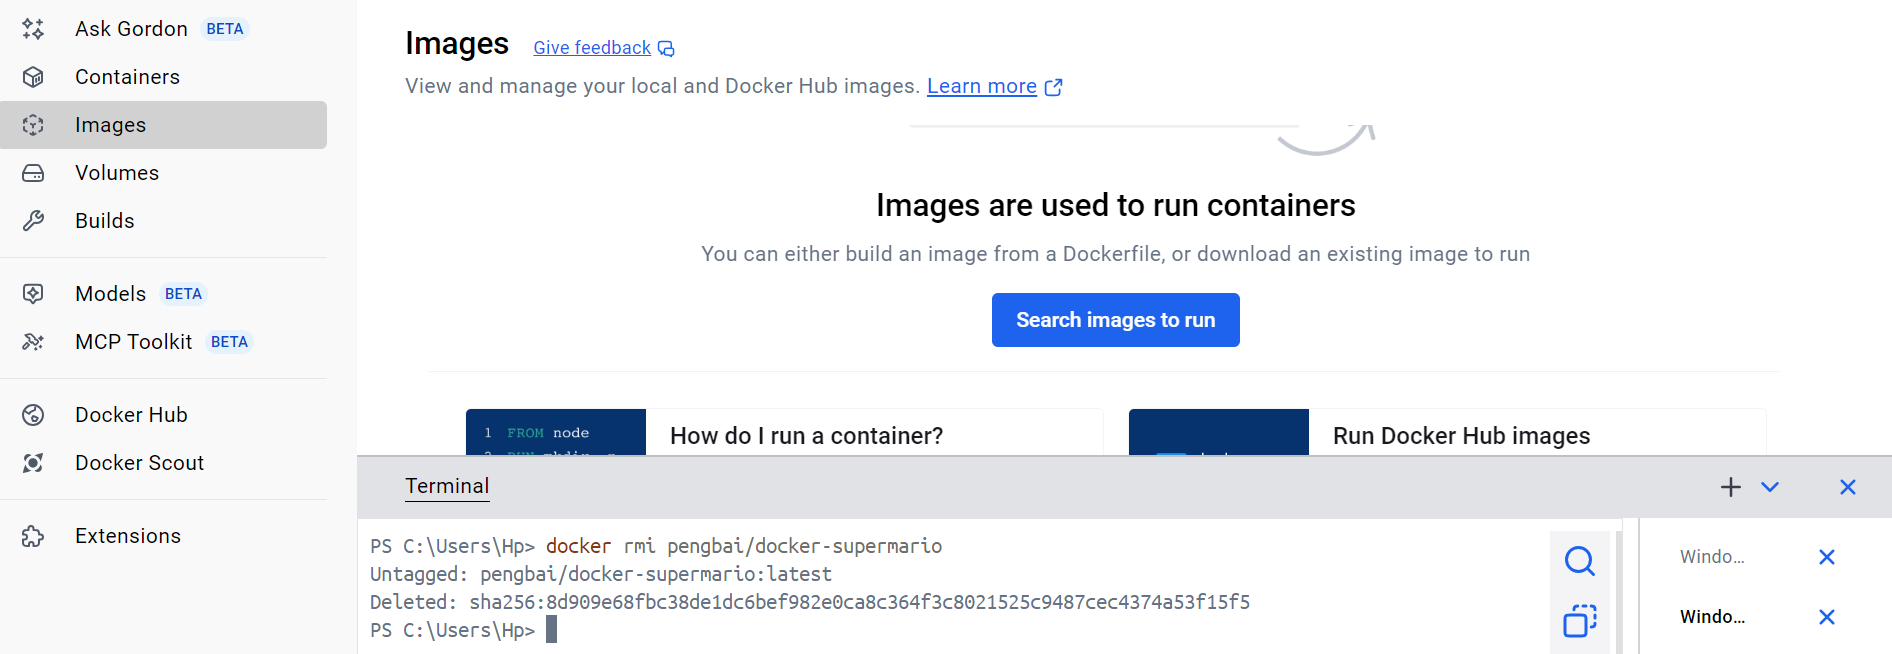 Ask Gordon BETA
Containers
Images
Volumes
Builds
Models BETA
MCP Toolkit BETA
Docker Hub
Docker Scout
Extensions
Images Give feedback
View and manage your local and Docker Hub images. Learn more
Images are used to run containers
You can either build an image from a Dockerfile, or download an existing image to run
Search images to run
1 FROM node
How do I run a container?
Run Docker Hub images
Terminal
PS C:\Users\Hp> docker rmi pengbai/docker-supermario
Untagged: pengbai/docker-supermario:latest
Deleted: sha256:8d909e68fbc38de1dc6bef982e0ca8c364f3c8021525c9487cec4374a53f15f5
PS C:\Users\Hp>
Windo...
Windo...